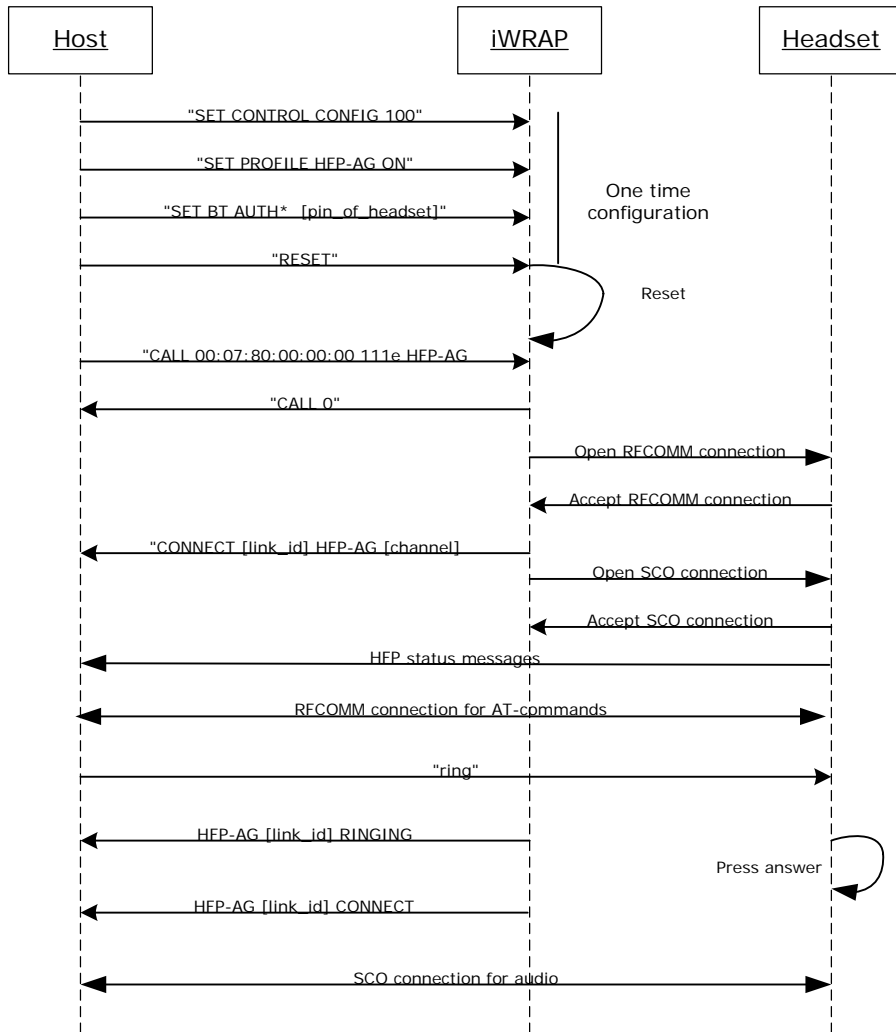 Host
iWRAP
Headset
"SET CONTROL CONFIG 100"
"SET PROFILE HFP-AG ON"
One time
configuration
"SET BT AUTH* [pin_of_headset]"
"RESET"
Reset
"CALL 00:07:80:00:00:00 111e HFP-AG
"CALL 0"
Open RFCOMM connection
Accept RFCOMM connection
"CONNECT [link_id] HFP-AG [channel]
Open SCO connection
Accept SCO connection
HFP status messages
RFCOMM connection for AT-commands
"ring"
HFP-AG [link_id] RINGING
Press answer
HFP-AG [link_id] CONNECT
SCO connection for audio